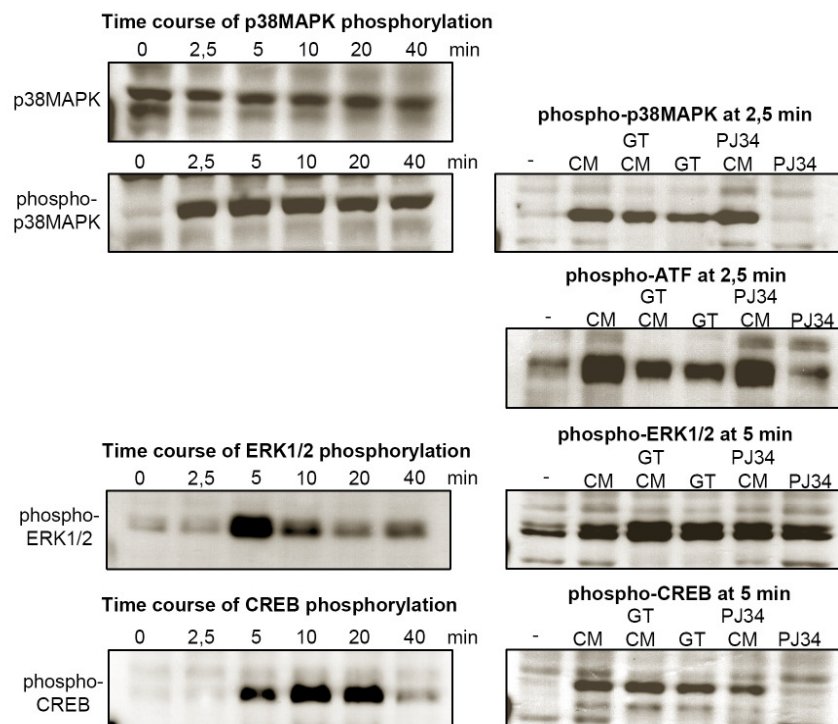 Time course of p38MAPK phosphorylation
0 2,5 5 10 20 40 min
p38MAPK
0 2,5 5 10 20 40
phospho-
p38MAPK
phospho-p38MAPK at 2,5 min
GT PJ34
- CM CM GT CM PJ34
phospho-ATF at 2,5 min
GT PJ34
- CM CM GT CM PJ34
Time course of ERK1/2 phosphorylation
0 2,5 5 10 20 40 min
phospho-
ERK1/2
phospho-ERK1/2 at 5 min
GT PJ34
- CM CM GT CM PJ34
Time course of CREB phosphorylation
0 2,5 5 10 20 40 min
phospho-
CREB
phospho-CREB at 5 min
GT PJ34
- CM CM GT CM PJ34